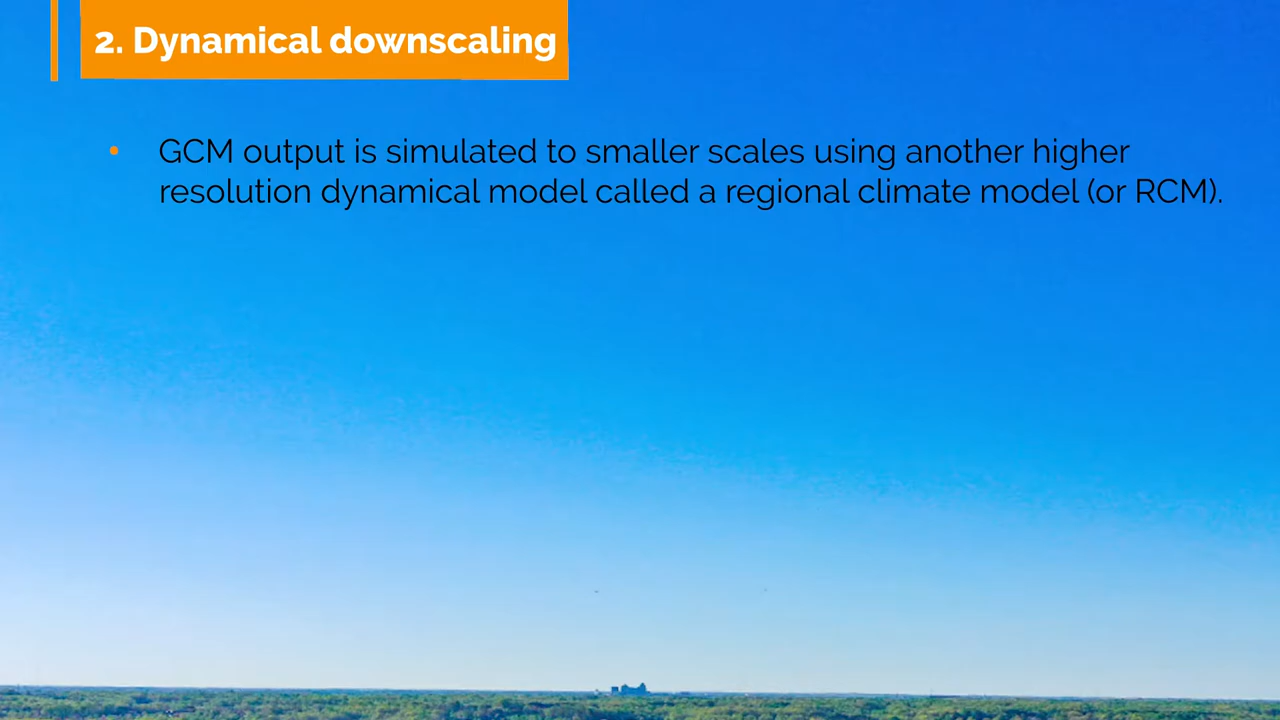 2. Dynamical downscaling
• GCM output is simulated to smaller scales using another higher
resolution dynamical model called a regional climate model (or RCM).